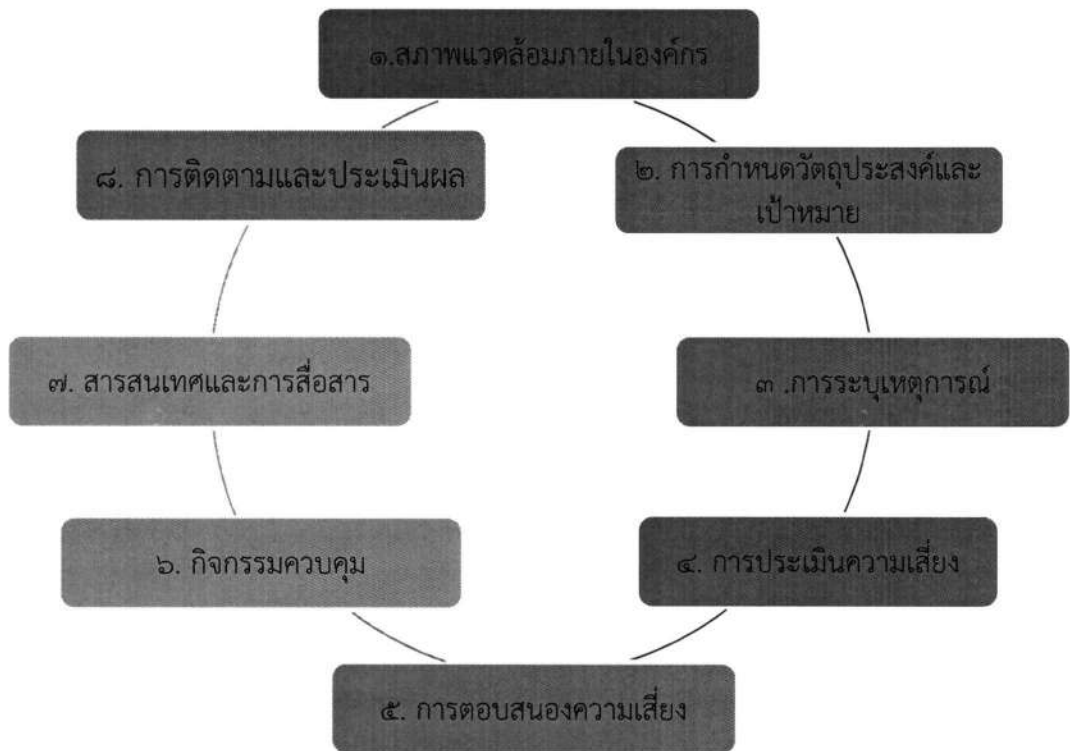 ๑.สภาพแวดล้อมภายในองค์กร
๒. การกำหนดวัตถุประสงค์และ
เป้าหมาย
๓ .การระบุเหตุการณ์
๔. การประเมินความเสี่ยง
๕. การตอบสนองความเสี่ยง
๖. กิจกรรมควบคุม
๗. สารสนเทศและการสื่อสาร
๘. การติดตามและประเมินผล